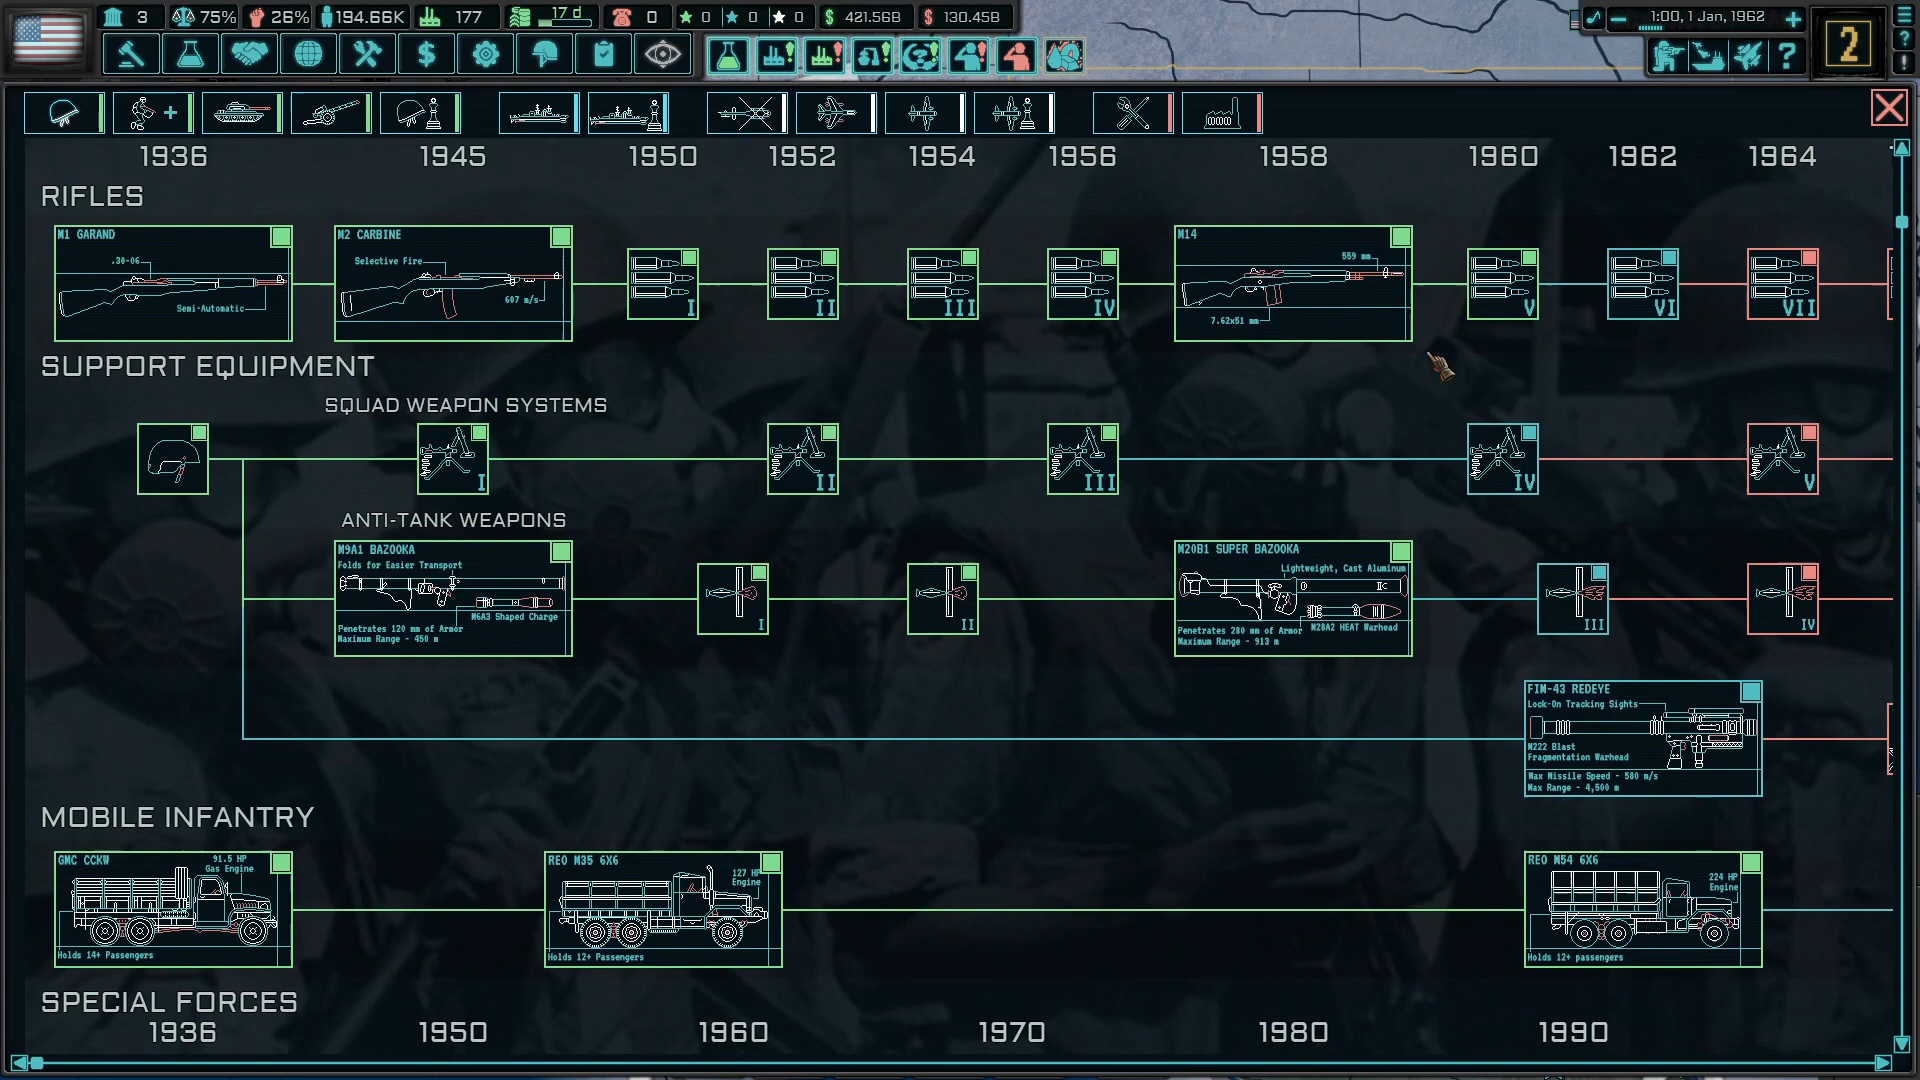 3 75% 26% 194.66K 177 17 d 0 0 0 0 421.56B 130.45B
1:00, 1 Jan, 1962
2
1936 1945 1950 1952 1954 1956 1958 1960 1962 1964
RIFLES
M1 GARAND
.30-06
Semi-Automatic
M2 CARBINE
Selective Fire
607 m/s
I
II
III
IV
M14
559 mm
7.62x51 mm
V
VI
VII
SUPPORT EQUIPMENT
SQUAD WEAPON SYSTEMS
I
II
III
IV
V
ANTI-TANK WEAPONS
M9A1 BAZOOKA
Folds for Easier Transport
M6A3 Shaped Charge
Penetrates 120 mm of Armor
Maximum Range - 450 m
I
II
M20B1 SUPER BAZOOKA
Lightweight, Cast Aluminum
M28A2 HEAT Warhead
Penetrates 280 mm of Armor
Maximum Range - 913 m
III
IV
FIM-43 REDEYE
Lock-On Tracking Sights
M222 Blast
Fragmentation Warhead
Max Missile Speed - 580 m/s
Max Range - 4,500 m
MOBILE INFANTRY
GMC CCKW
91.5 HP
Gas Engine
Holds 14+ Passengers
REO M35 6X6
127 HP
Engine
Holds 12+ Passengers
REO M54 6X6
224 HP
Engine
Holds 12+ passengers
SPECIAL FORCES
1936 1950 1960 1970 1980 1990